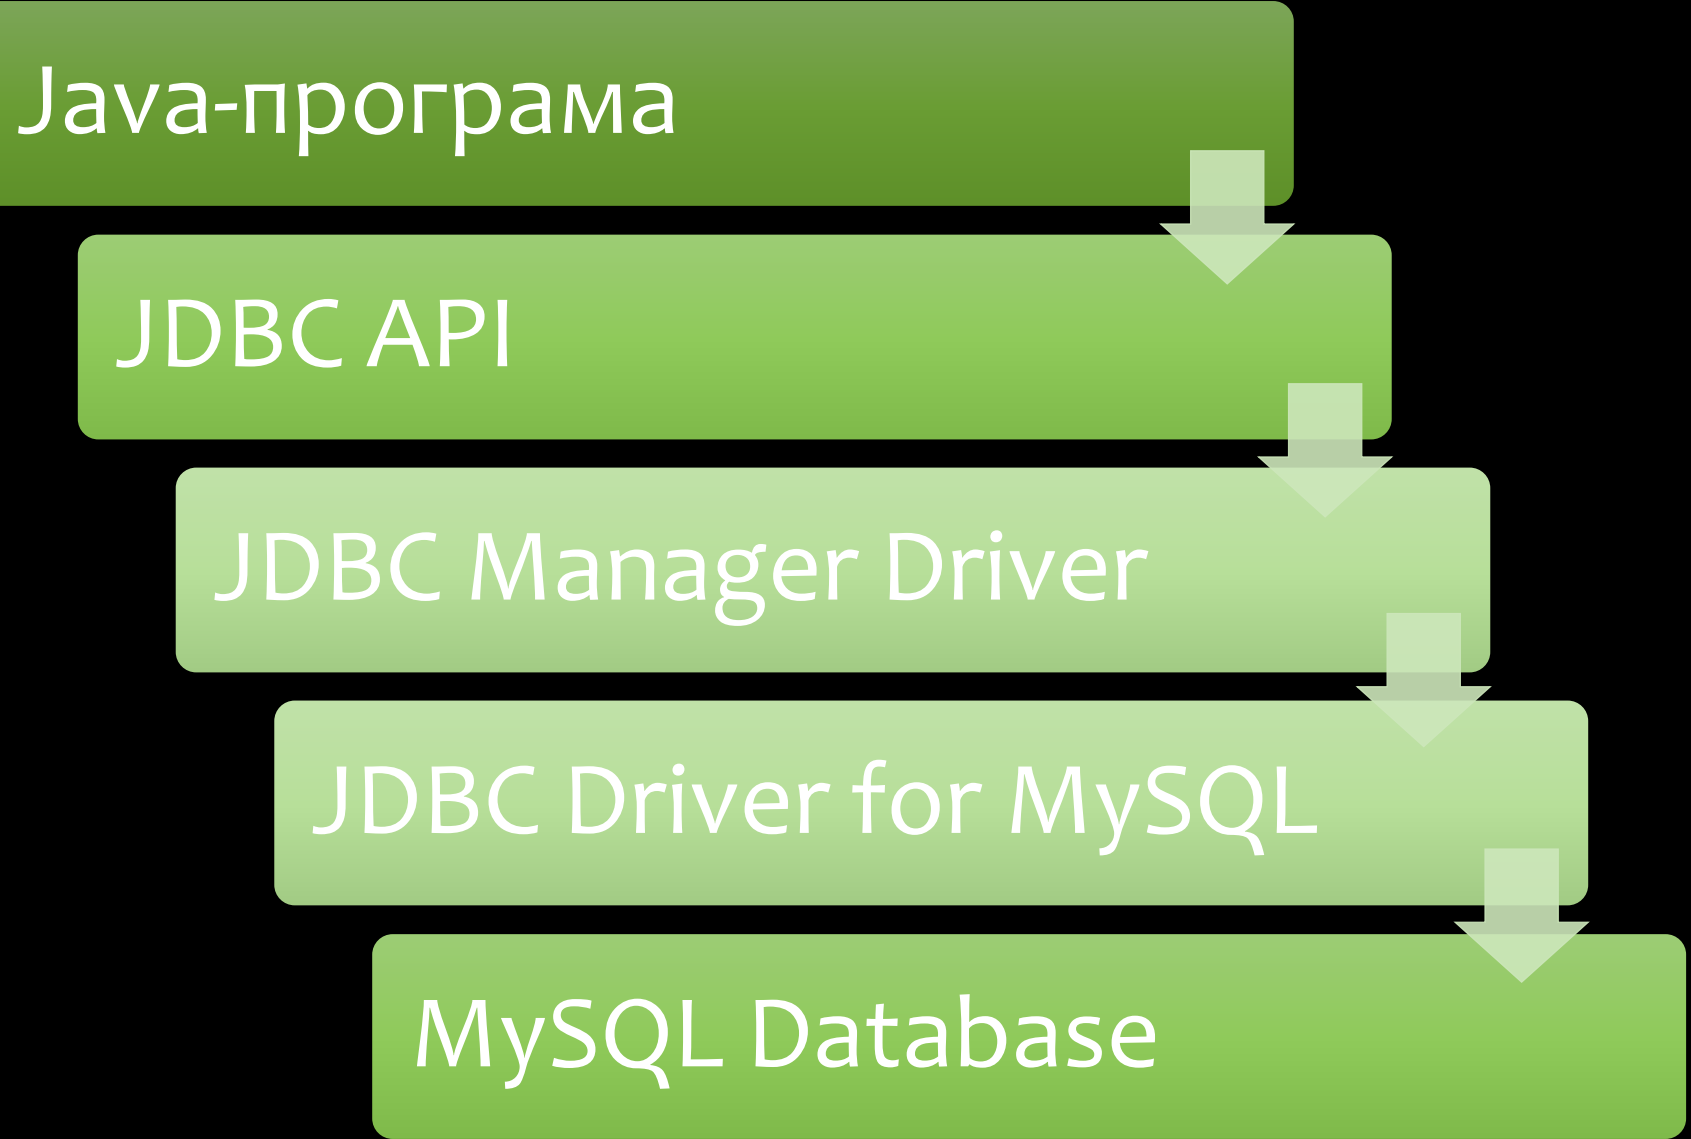 Java-програма
JDBC API
JDBC Manager Driver
JDBC Driver for MySQL
MySQL Database